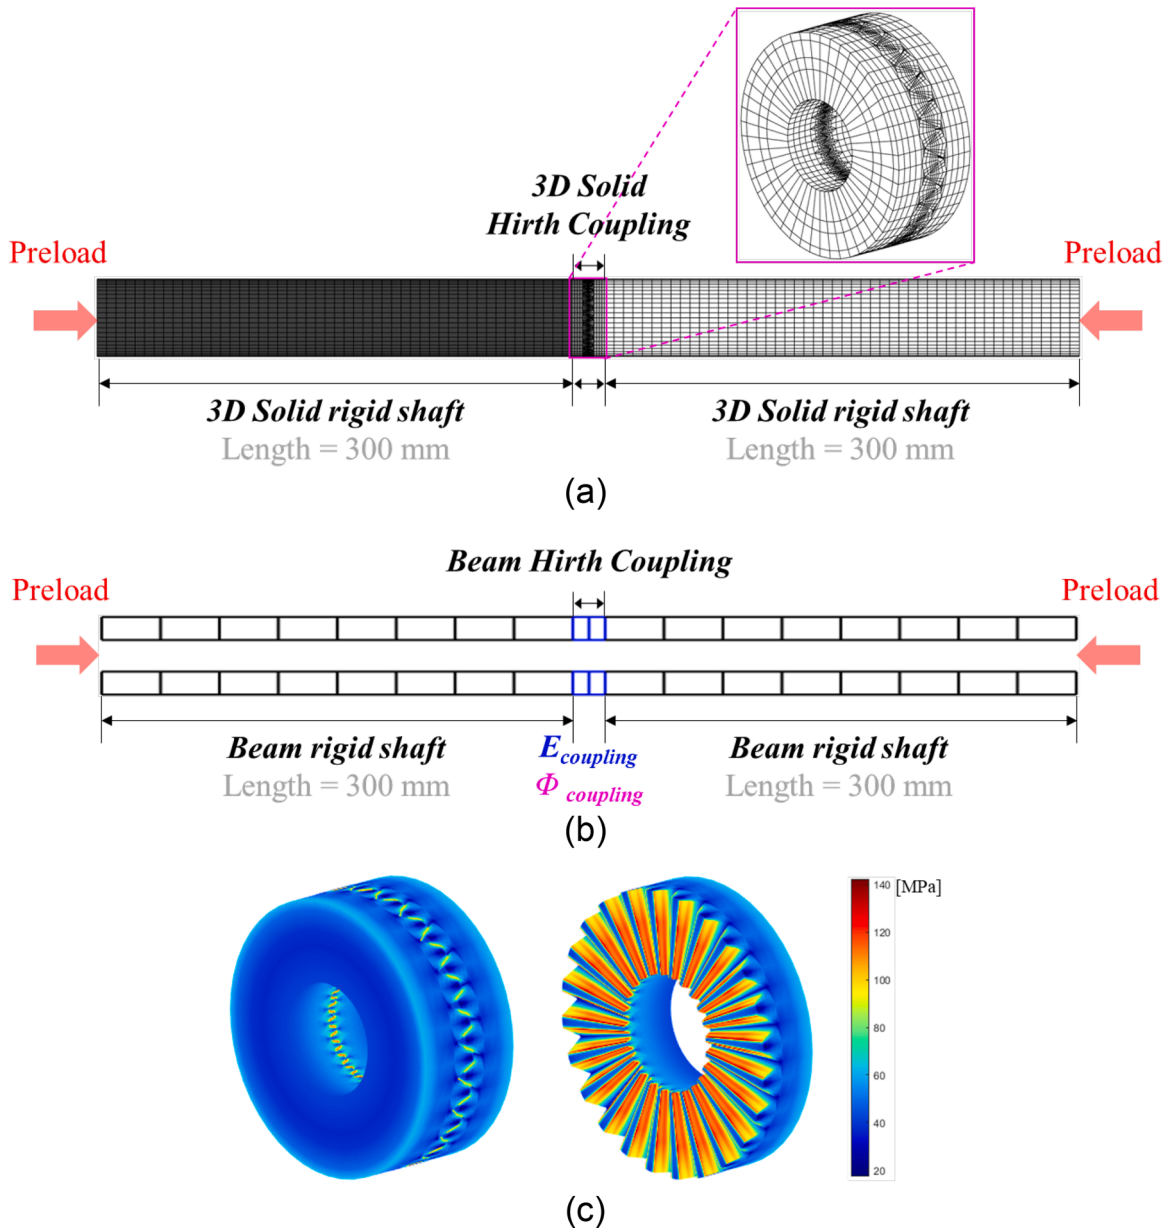 3D Solid
Hirth Coupling
Preload
Preload
3D Solid rigid shaft
3D Solid rigid shaft
Length = 300 mm
Length = 300 mm
(a)
Beam Hirth Coupling
Preload
Preload
Beam rigid shaft
E coupling
Beam rigid shaft
Length = 300 mm
Φ coupling
Length = 300 mm
(b)
140
[MPa]
120
100
80
60
40
20
(c)